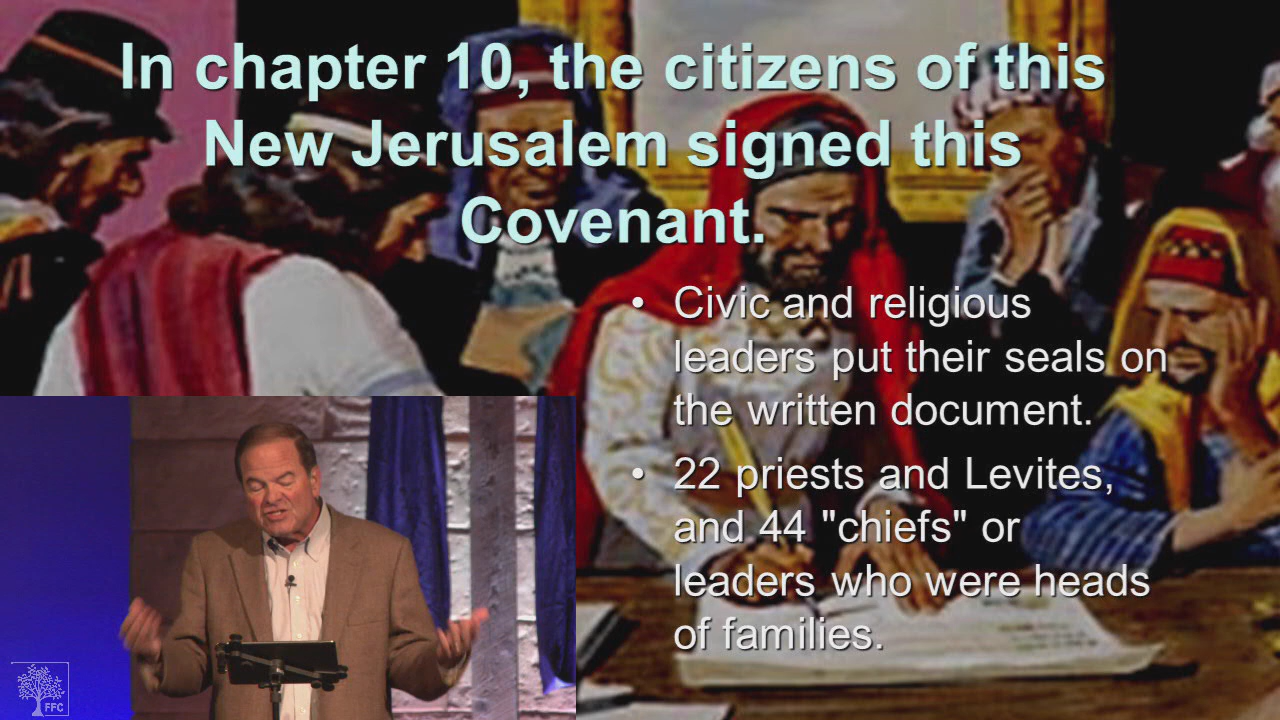 In chapter 10, the citizens of this
New Jerusalem signed this
Covenant.
• Civic and religious
leaders put their seals on
the written document.
• 22 priests and Levites,
and 44 "chiefs" or
leaders who were heads
of families.
FFC